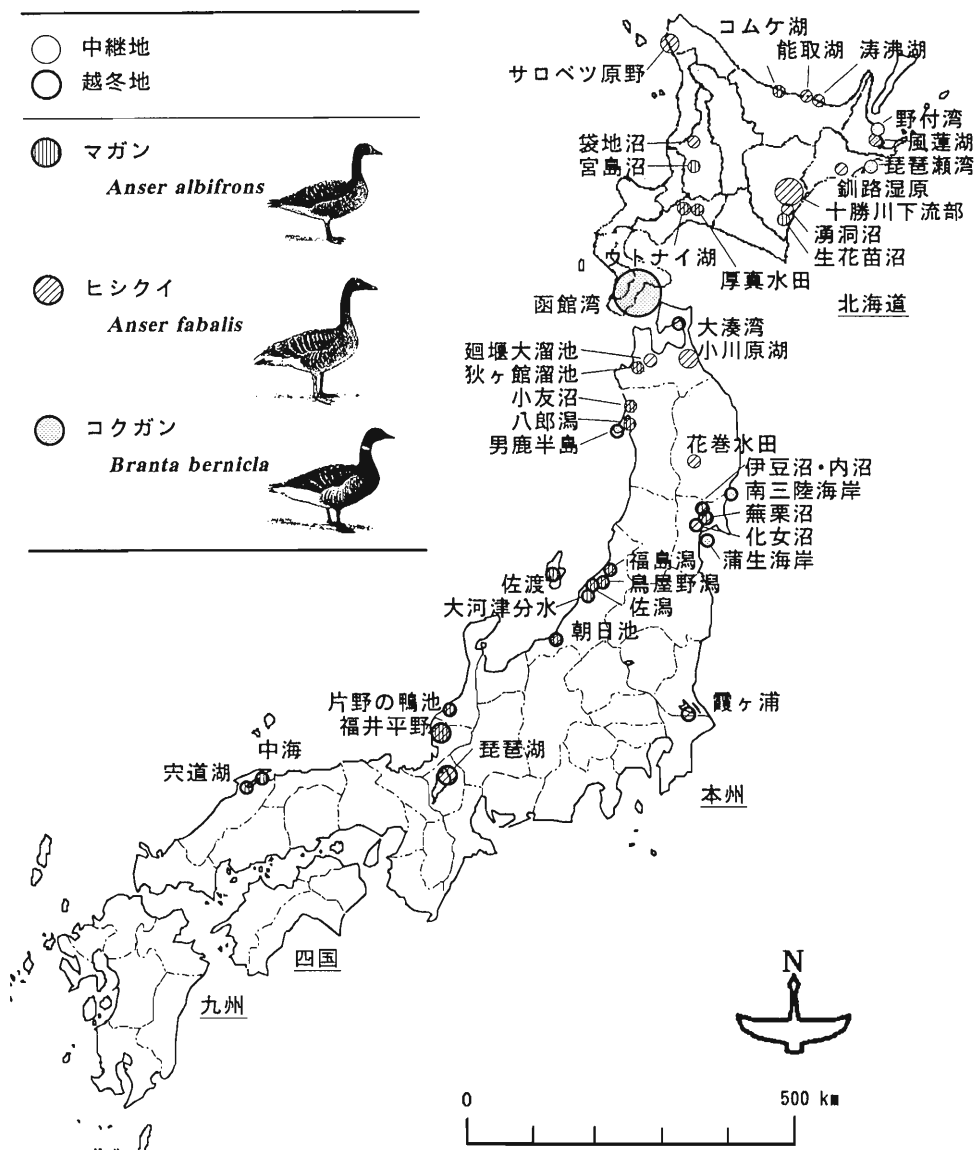 中継地
越冬地
マガン
Anser albifrons
ヒシクイ
Anser fabalis
コクガン
Branta bernicla
コムケ湖
能取湖
涛沸湖
サロベツ原野
野付湾
風蓮湖
琵琶瀬湾
袋地沼
宮島沼
釧路湿原
十勝川下流部
湧洞沼
生花苗沼
ウトナイ湖
厚真水田
北海道
函館湾
大湊湾
小川原湖
廻堰大溜池
狄ヶ館溜池
小友沼
八郎潟
男鹿半島
花巻水田
伊豆沼・内沼
南三陸海岸
蕪栗沼
化女沼
蒲生海岸
福島潟
鳥屋野潟
佐渡
大河津分水
佐潟
朝日池
霞ヶ浦
片野の鴨池
福井平野
琵琶湖
中海
宍道湖
本州
四国
九州
N
0
500 km